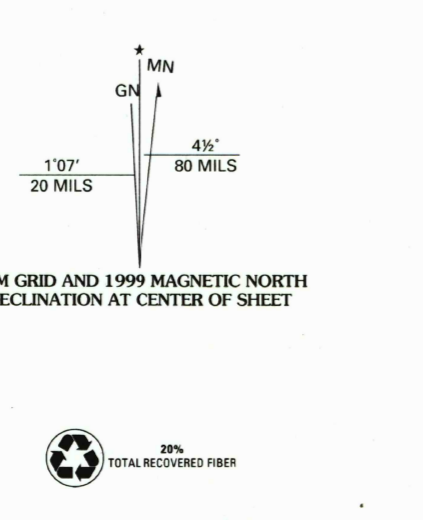 ★
MN
GN
4½°
1°07′
80 MILS
20 MILS
M GRID AND 1999 MAGNETIC NORTH
ECLINATION AT CENTER OF SHEET
20%
TOTAL RECOVERED FIBER